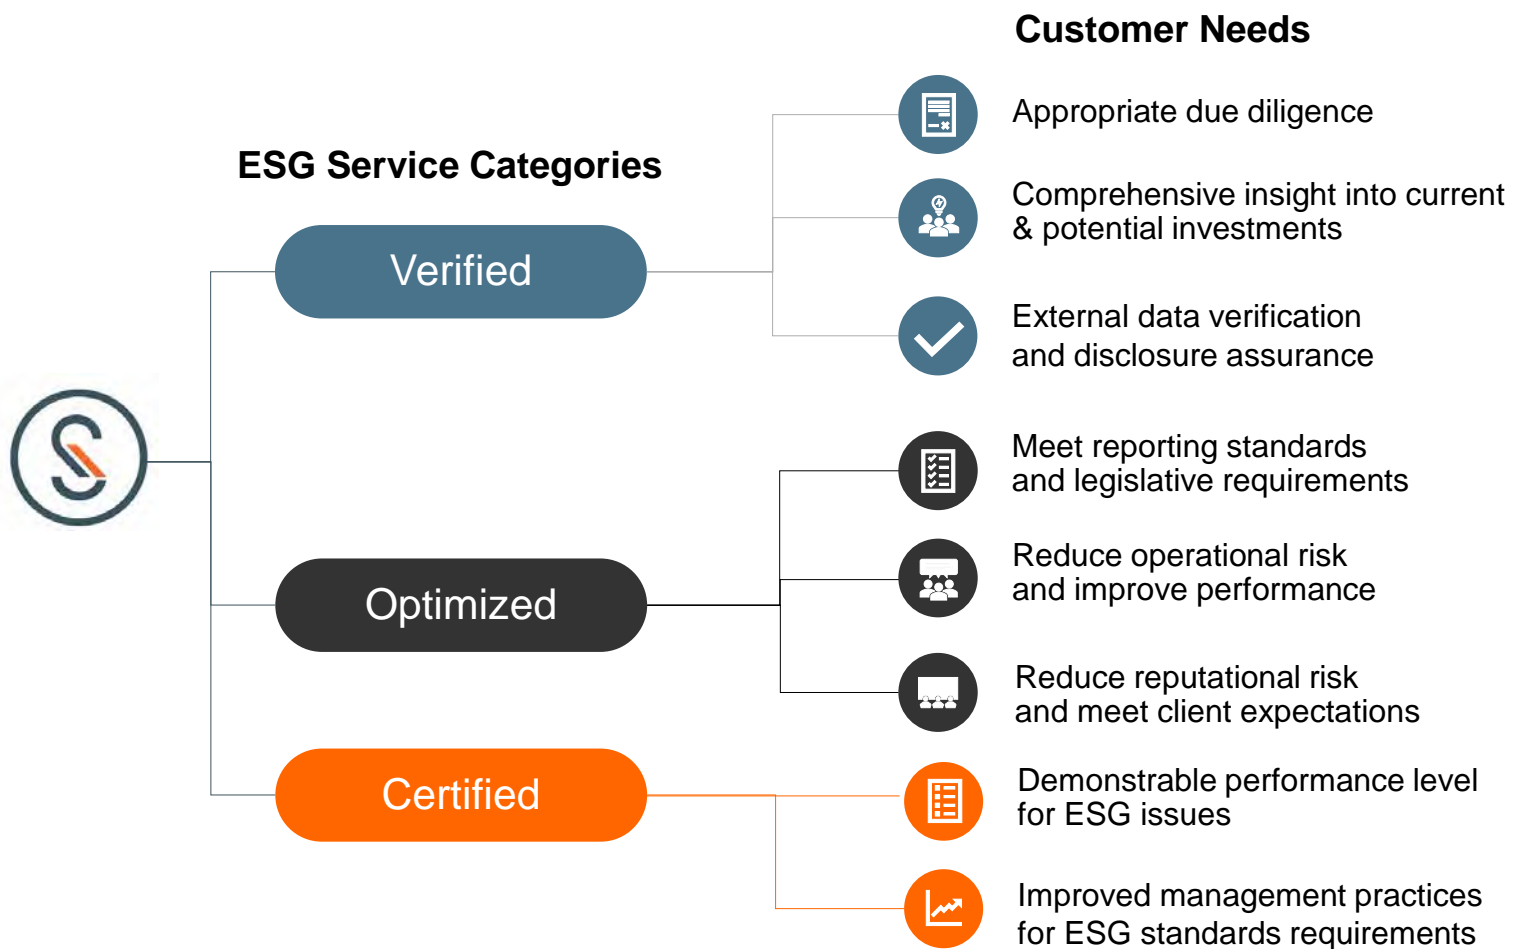 Customer Needs
ESG Service Categories
Verified
Appropriate due diligence
Comprehensive insight into current
& potential investments
External data verification
and disclosure assurance
Optimized
Meet reporting standards
and legislative requirements
Reduce operational risk
and improve performance
Reduce reputational risk
and meet client expectations
Certified
Demonstrable performance level
for ESG issues
Improved management practices
for ESG standards requirements